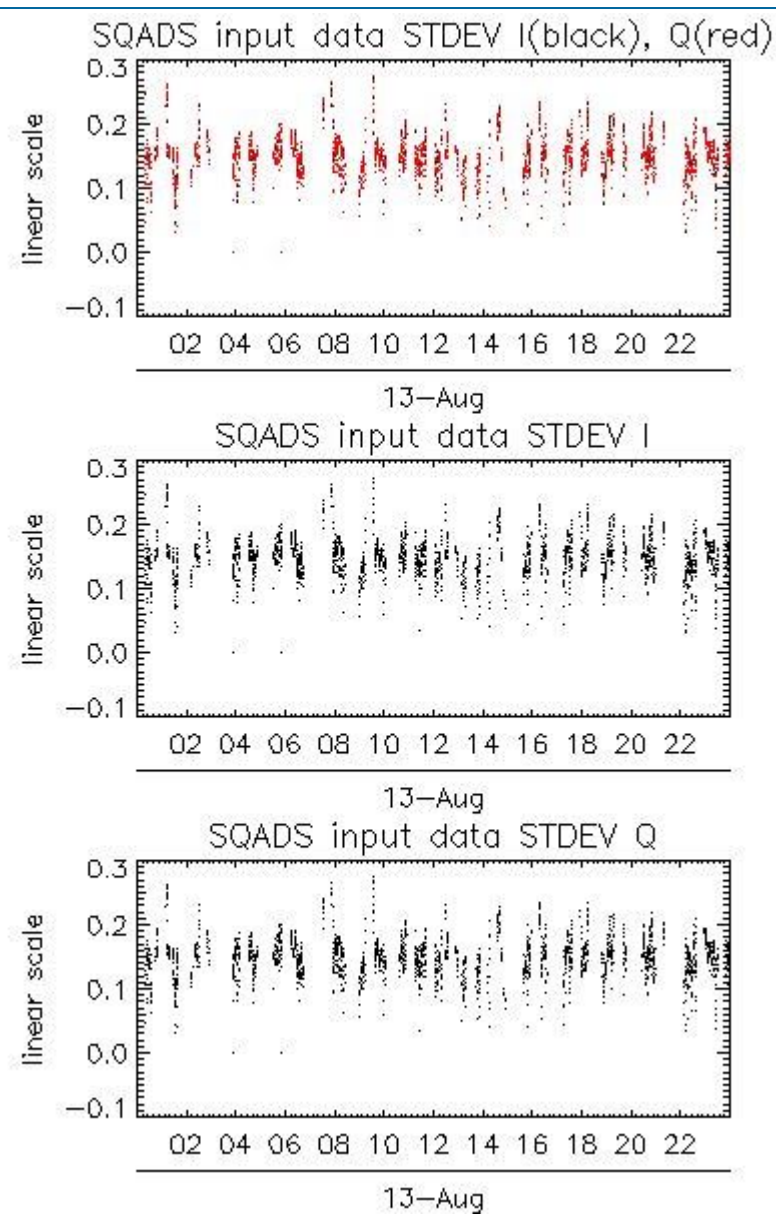 SQADS input data STDEV I(black), Q(red)
0.3
0.2
0.1
0.0
−0.1
linear scale
02 04 06 08 10 12 14 16 18 20 22
13−Aug
SQADS input data STDEV I
0.3
0.2
0.1
0.0
−0.1
linear scale
02 04 06 08 10 12 14 16 18 20 22
13−Aug
SQADS input data STDEV Q
0.3
0.2
0.1
0.0
−0.1
linear scale
02 04 06 08 10 12 14 16 18 20 22
13−Aug